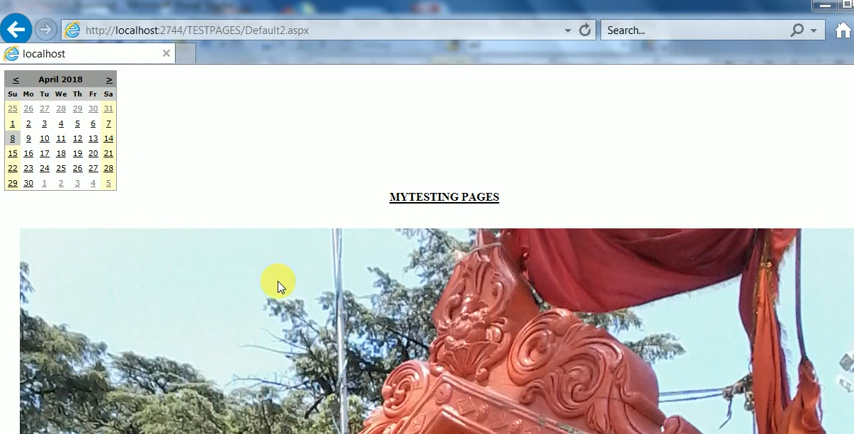 http://localhost:2744/TESTPAGES/Default2.aspx
Search...
localhost
< April 2018 >
Su Mo Tu We Th Fr Sa
25 26 27 28 29 30 31
1 2 3 4 5 6 7
8 9 10 11 12 13 14
15 16 17 18 19 20 21
22 23 24 25 26 27 28
29 30 1 2 3 4 5
MYTESTING PAGES